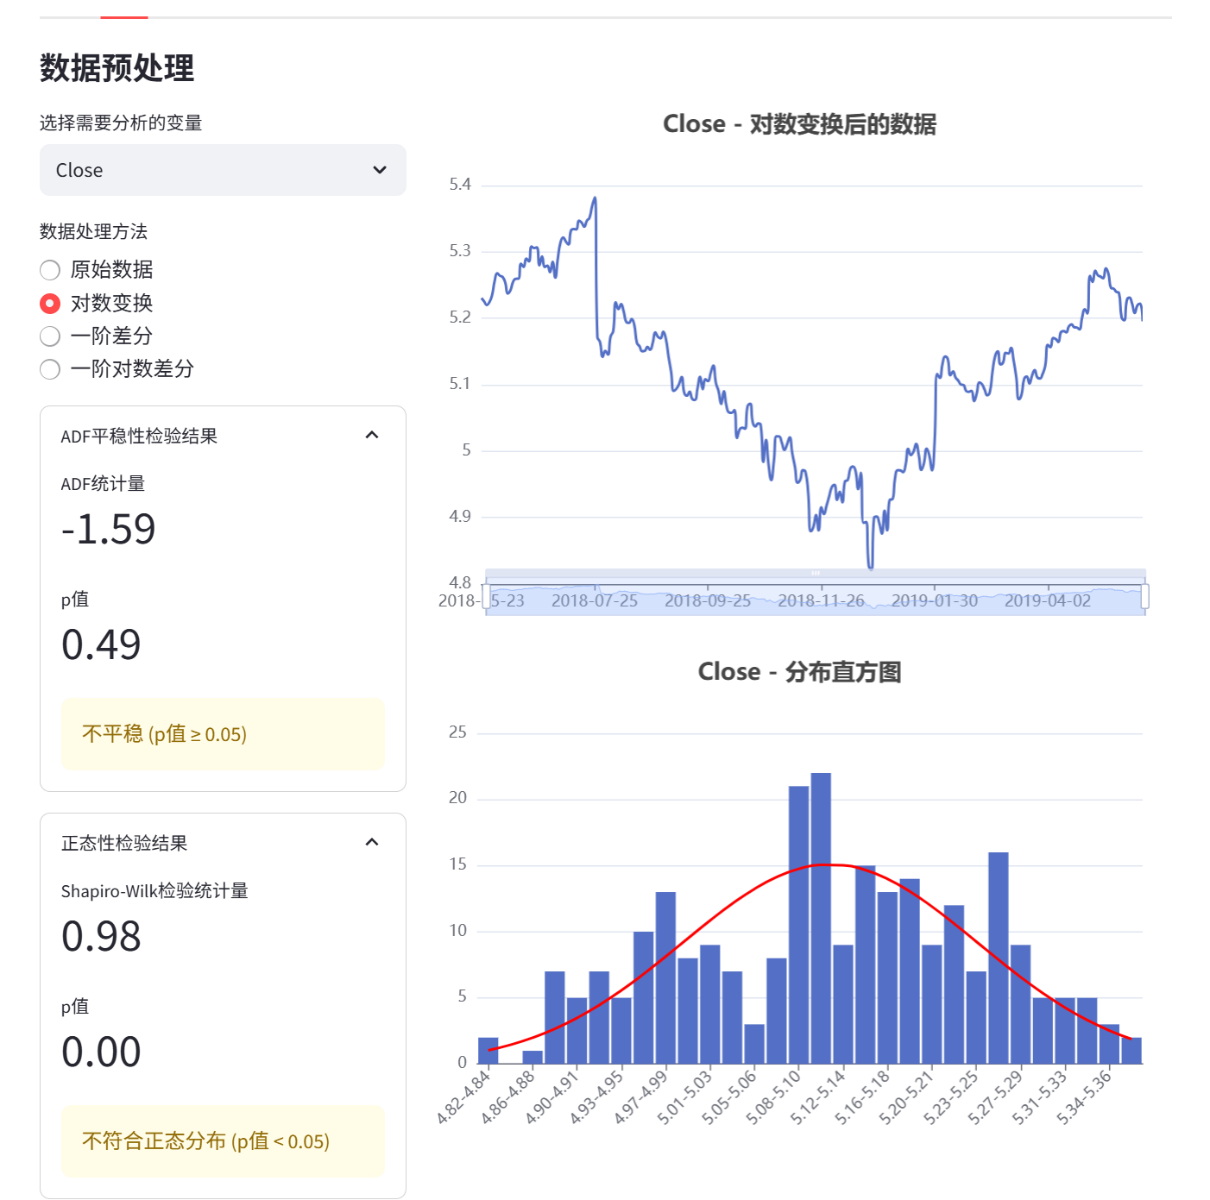 数据预处理
选择需要分析的变量
Close
数据处理方法
原始数据
对数变换
一阶差分
一阶对数差分
ADF平稳性检验结果
ADF统计量
-1.59
p值
0.49
不平稳 (p值 ≥ 0.05)
正态性检验结果
Shapiro-Wilk检验统计量
0.98
p值
0.00
不符合正态分布 (p值 < 0.05)
Close - 对数变换后的数据
5.4
5.3
5.2
5.1
5
4.9
4.8
2018-05-23 2018-07-25 2018-09-25 2018-11-26 2019-01-30 2019-04-02
Close - 分布直方图
25
20
15
10
5
0
4.82-4.84 4.86-4.88 4.90-4.91 4.93-4.95 4.97-4.99 5.01-5.03 5.05-5.06 5.08-5.10 5.12-5.14 5.16-5.18 5.20-5.21 5.23-5.25 5.27-5.29 5.31-5.33 5.34-5.36